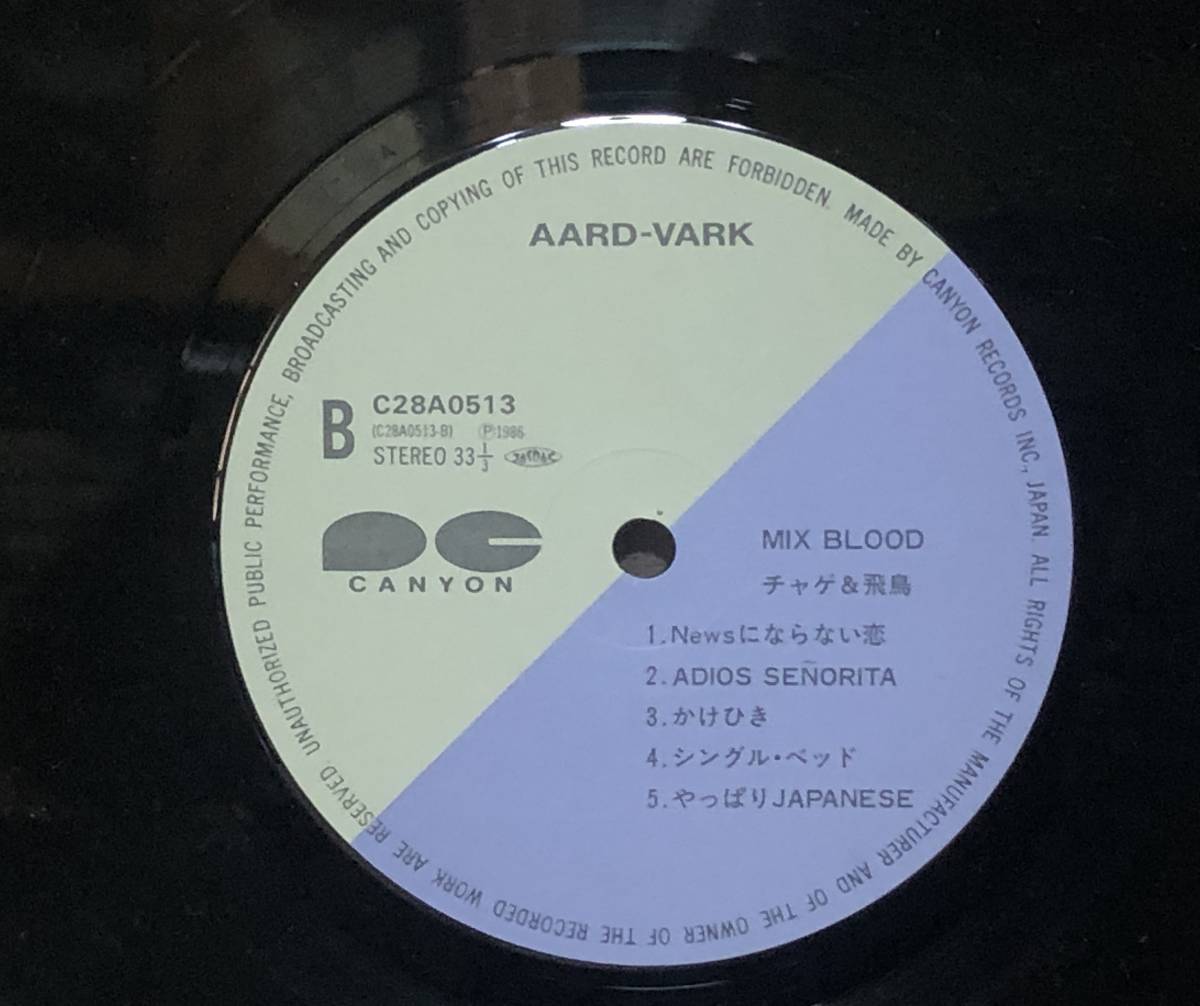 AARD-VARK
B
C28A0513
(C28A0513-B) Ⓟ1986
STEREO 33 1/3 JASRAC
CANYON
MIX BLOOD
チャゲ&飛鳥
1.Newsにならない恋
2.ADIOS SEÑORITA
3.かけひき
4.シングル・ベッド
5.やっぱりJAPANESE
UNAUTHORIZED PUBLIC PERFORMANCE, BROADCASTING AND COPYING OF THIS RECORD ARE FORBIDDEN. MADE BY CANYON RECORDS INC., JAPAN. ALL RIGHTS OF THE MANUFACTURER AND OF THE OWNER OF THE RECORDED WORK ARE RESERVED.